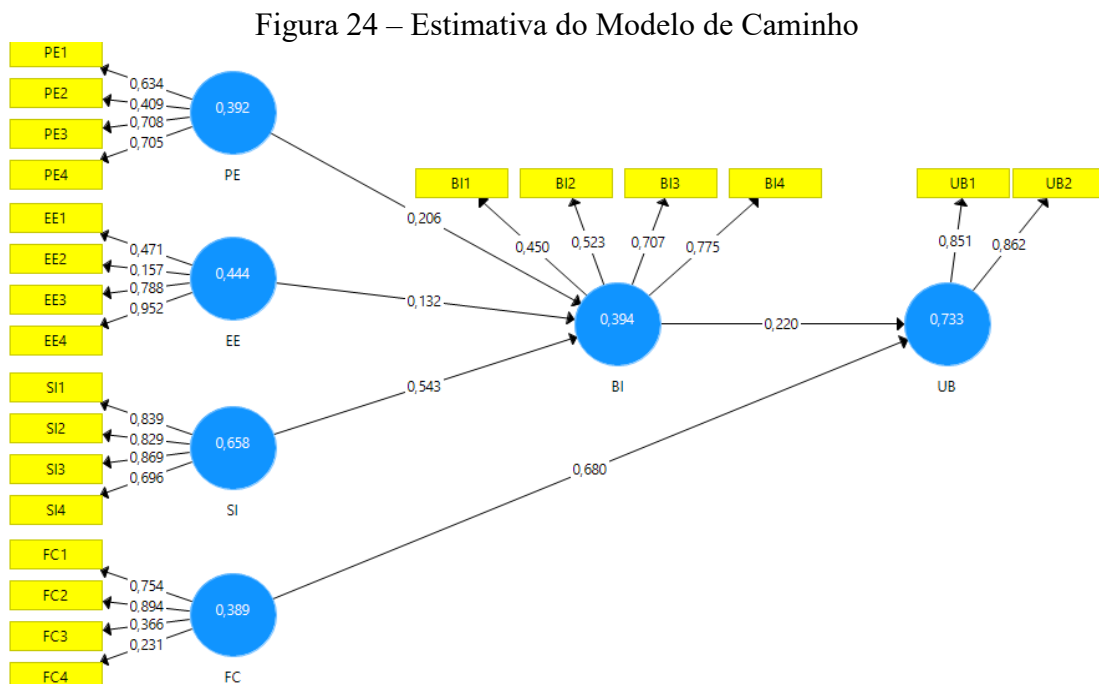 Figura 24 – Estimativa do Modelo de Caminho
PE1
PE2
PE3
PE4
0,634
0,409
0,708
0,705
0,392
PE
EE1
EE2
EE3
EE4
0,471
0,157
0,788
0,952
0,444
EE
SI1
SI2
SI3
SI4
0,839
0,829
0,869
0,696
0,658
SI
FC1
FC2
FC3
FC4
0,754
0,894
0,366
0,231
0,389
FC
0,206
0,132
0,543
0,680
BI1 BI2 BI3 BI4
0,450 0,523 0,707 0,775
0,394
BI
0,220
UB1 UB2
0,851 0,862
0,733
UB